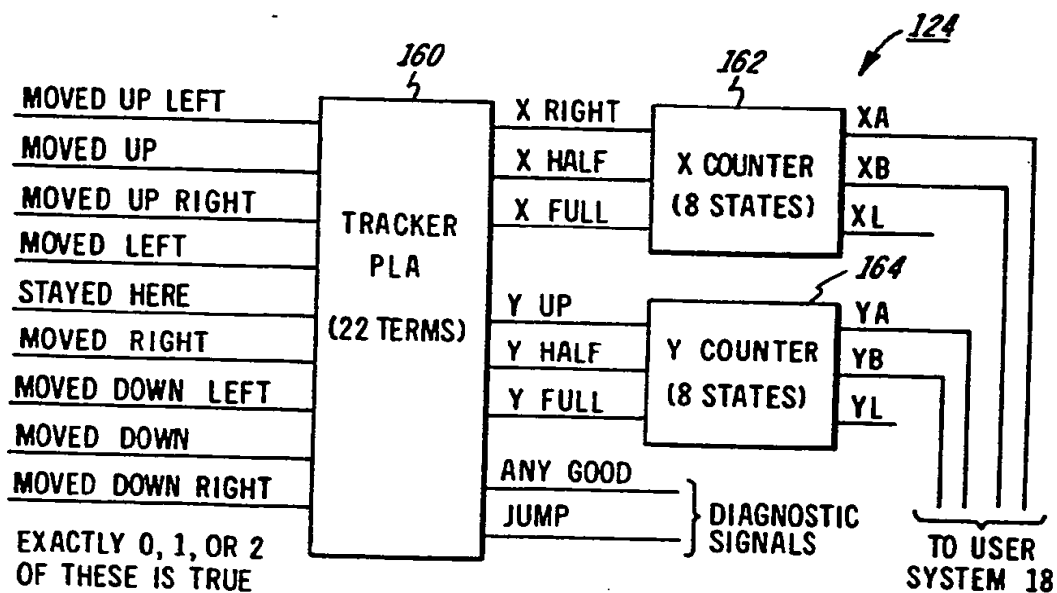 124
160
162
MOVED UP LEFT
MOVED UP
MOVED UP RIGHT
MOVED LEFT
STAYED HERE
MOVED RIGHT
MOVED DOWN LEFT
MOVED DOWN
MOVED DOWN RIGHT
EXACTLY 0, 1, OR 2
OF THESE IS TRUE
TRACKER
PLA
(22 TERMS)
X RIGHT
X HALF
X FULL
X COUNTER
(8 STATES)
XA
XB
XL
164
Y UP
Y HALF
Y FULL
Y COUNTER
(8 STATES)
YA
YB
YL
ANY GOOD
JUMP
DIAGNOSTIC
SIGNALS
TO USER
SYSTEM 18